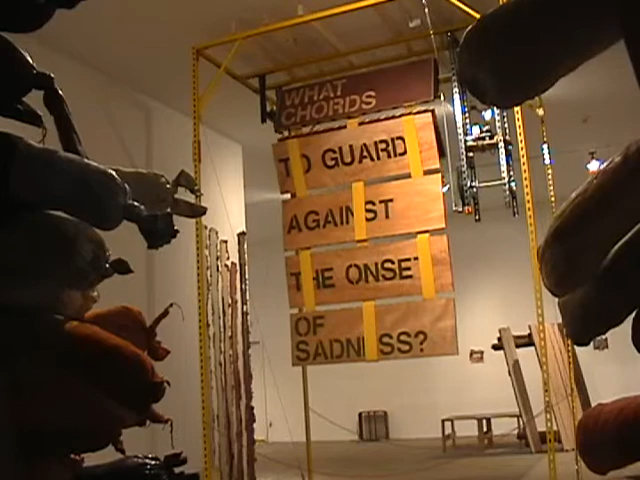 WHAT
CHORDS
TO GUARD
AGAINST
THE ONSET
OF
SADNESS?